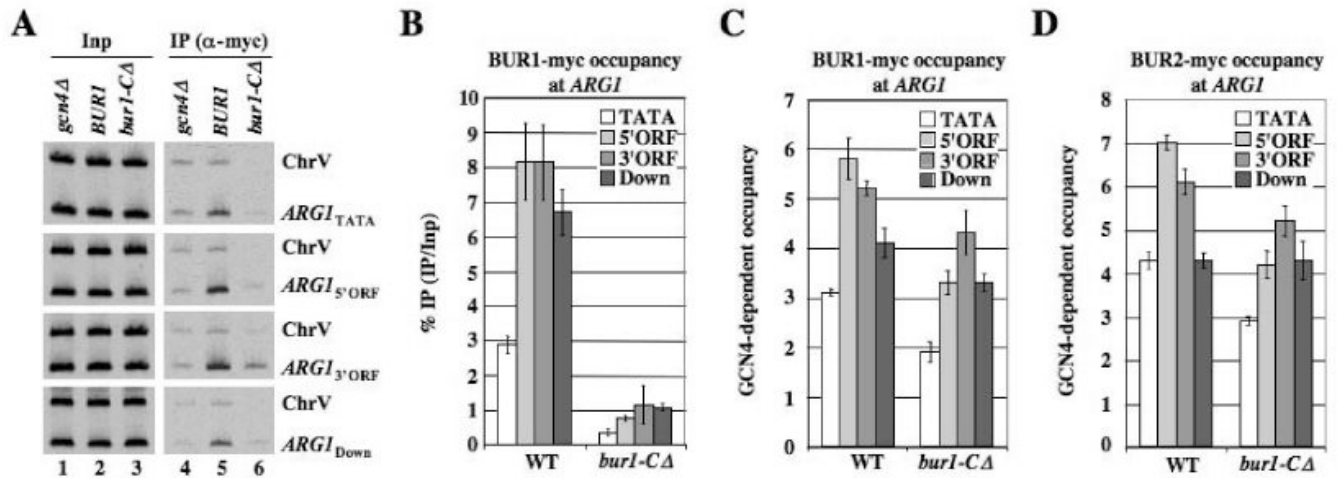 A
Inp
IP (α-myc)
gcn4Δ
BUR1
bur1-CΔ
gcn4Δ
BUR1
bur1-CΔ
ChrV
ARG1TATA
ChrV
ARG15'ORF
ChrV
ARG13'ORF
ChrV
ARG1Down
1 2 3 4 5 6
B
BUR1-myc occupancy
at ARG1
% IP (IP/Inp)
10
9
8
7
6
5
4
3
2
1
0
TATA
5'ORF
3'ORF
Down
WT bur1-CΔ
C
BUR1-myc occupancy
at ARG1
GCN4-dependent occupancy
7
6
5
4
3
2
1
0
TATA
5'ORF
3'ORF
Down
WT bur1-CΔ
D
BUR2-myc occupancy
at ARG1
GCN4-dependent occupancy
8
7
6
5
4
3
2
1
0
TATA
5'ORF
3'ORF
Down
WT bur1-CΔ